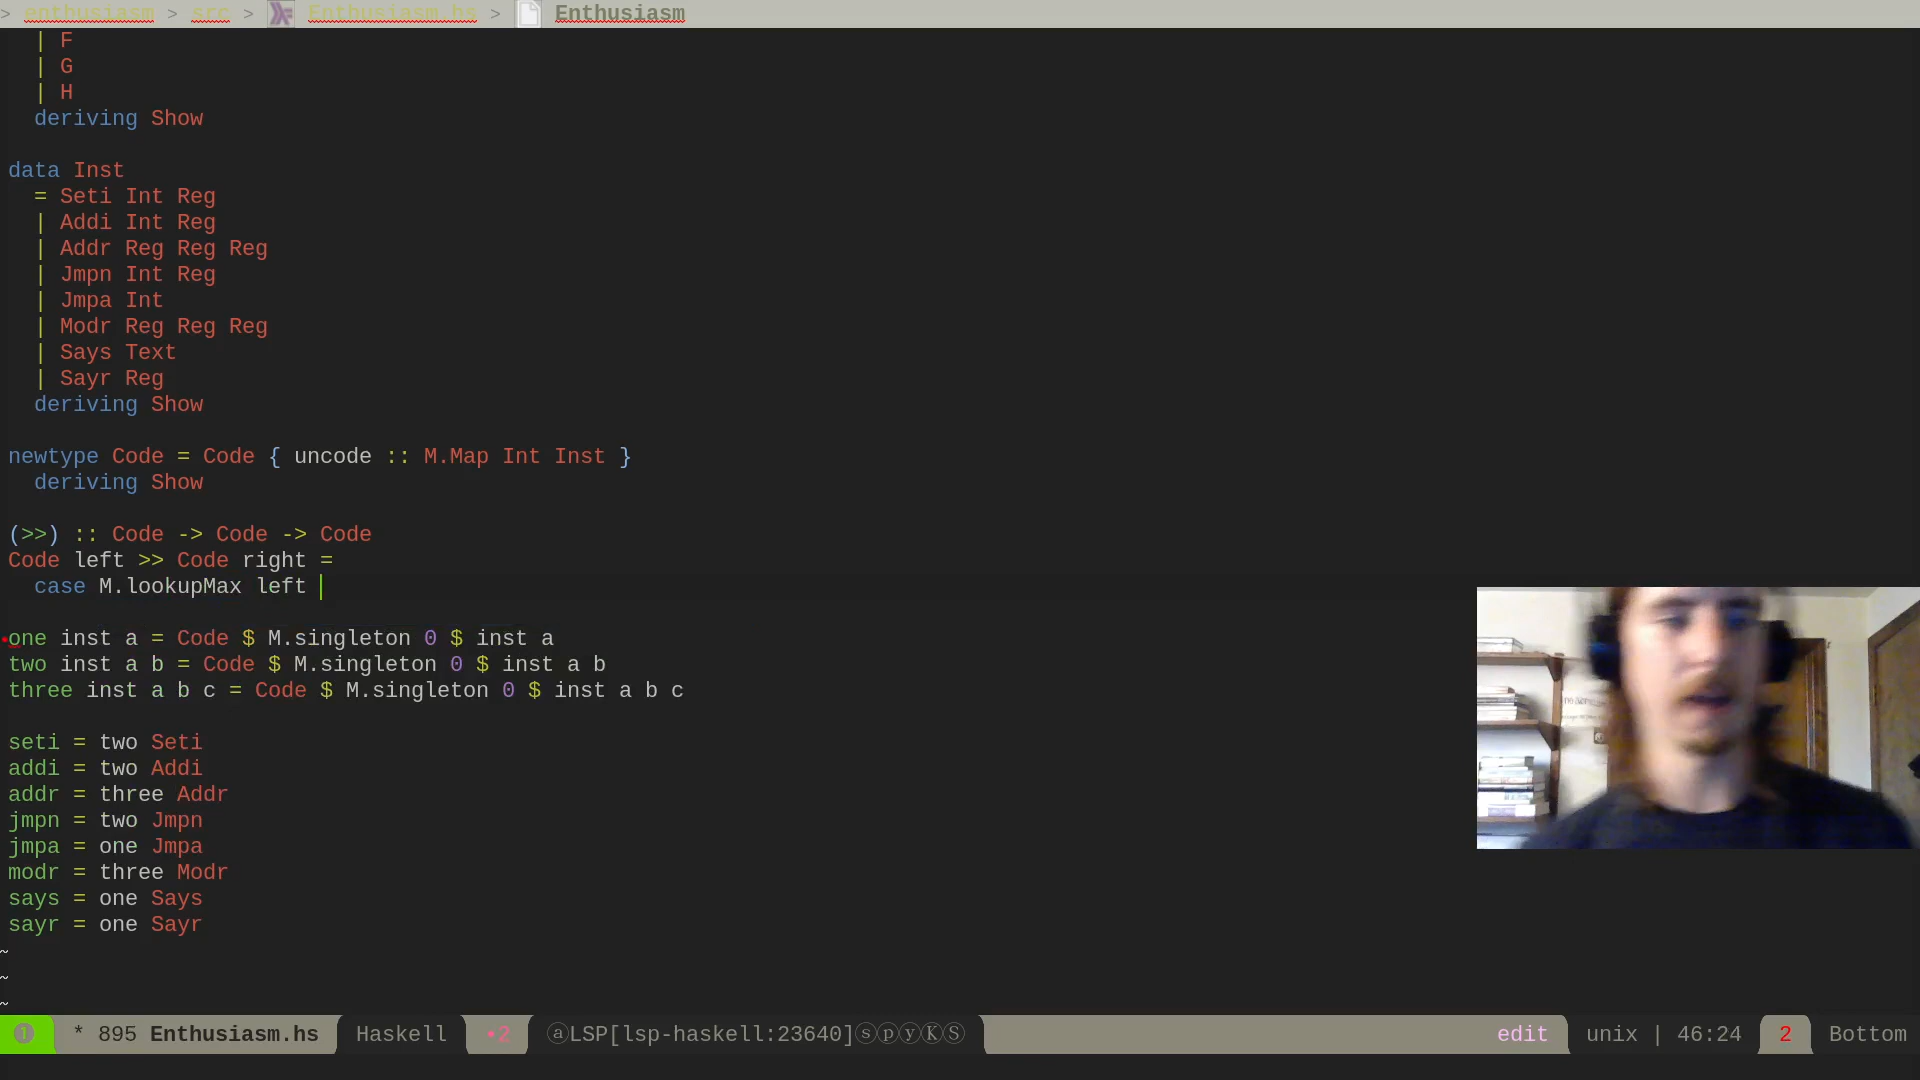 > enthusiasm > src > Enthusiasm.hs > Enthusiasm
| F
| G
| H
deriving Show
data Inst
= Seti Int Reg
| Addi Int Reg
| Addr Reg Reg Reg
| Jmpn Int Reg
| Jmpa Int
| Modr Reg Reg Reg
| Says Text
| Sayr Reg
deriving Show
newtype Code = Code { uncode :: M.Map Int Inst }
deriving Show
(>>) :: Code -> Code -> Code
Code left >> Code right =
case M.lookupMax left
one inst a = Code $ M.singleton 0 $ inst a
two inst a b = Code $ M.singleton 0 $ inst a b
three inst a b c = Code $ M.singleton 0 $ inst a b c
seti = two Seti
addi = two Addi
addr = three Addr
jmpn = two Jmpn
jmpa = one Jmpa
modr = three Modr
says = one Says
sayr = one Sayr
~
~
~
❶ * 895 Enthusiasm.hs Haskell •2 ⓐLSP[lsp-haskell:23640]ⓢⓟⓨⓀⓈ edit unix | 46:24 2 Bottom